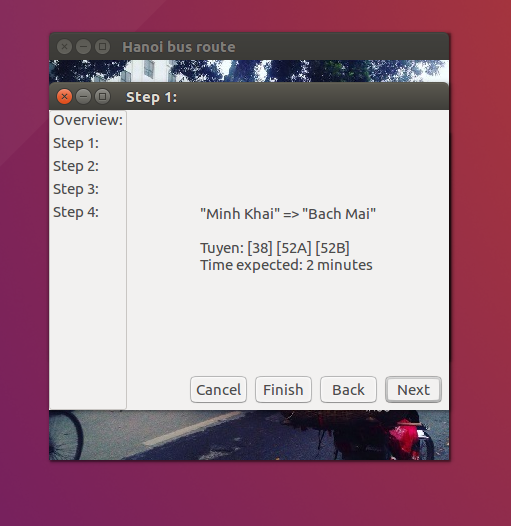 Hanoi bus route
Step 1:
Overview:
Step 1:
Step 2:
Step 3:
Step 4:
"Minh Khai" => "Bach Mai"
Tuyen: [38] [52A] [52B]
Time expected: 2 minutes
Cancel
Finish
Back
Next